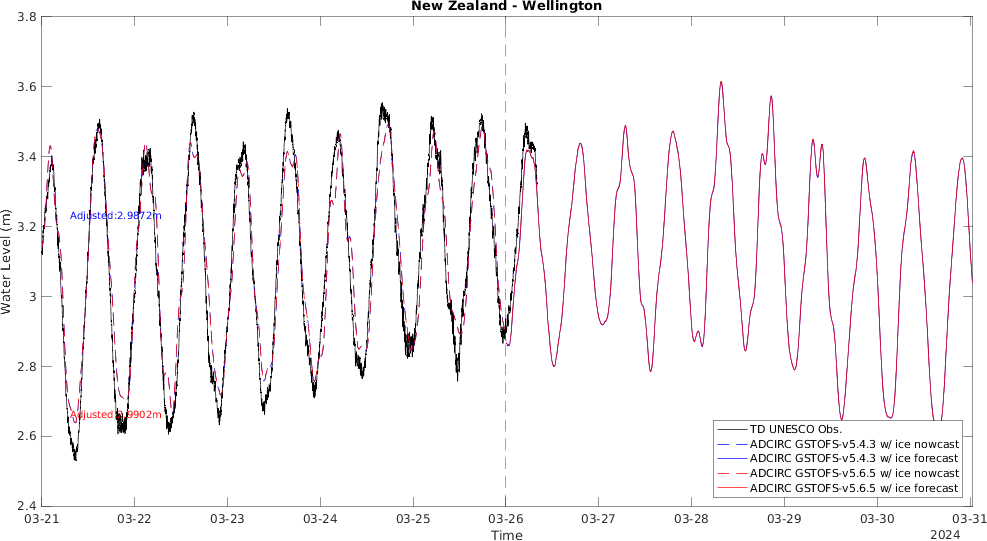 New Zealand - Wellington
3.8
3.6
3.4
3.2
3
2.8
2.6
2.4
Water Level (m)
Adjusted:2.9872m
Adjusted:2.9902m
TD UNESCO Obs.
ADCIRC GSTOFS-v5.4.3 w/ ice nowcast
ADCIRC GSTOFS-v5.4.3 w/ ice forecast
ADCIRC GSTOFS-v5.6.5 w/ ice nowcast
ADCIRC GSTOFS-v5.6.5 w/ ice forecast
03-21 03-22 03-23 03-24 03-25 03-26 03-27 03-28 03-29 03-30 03-31
Time
2024